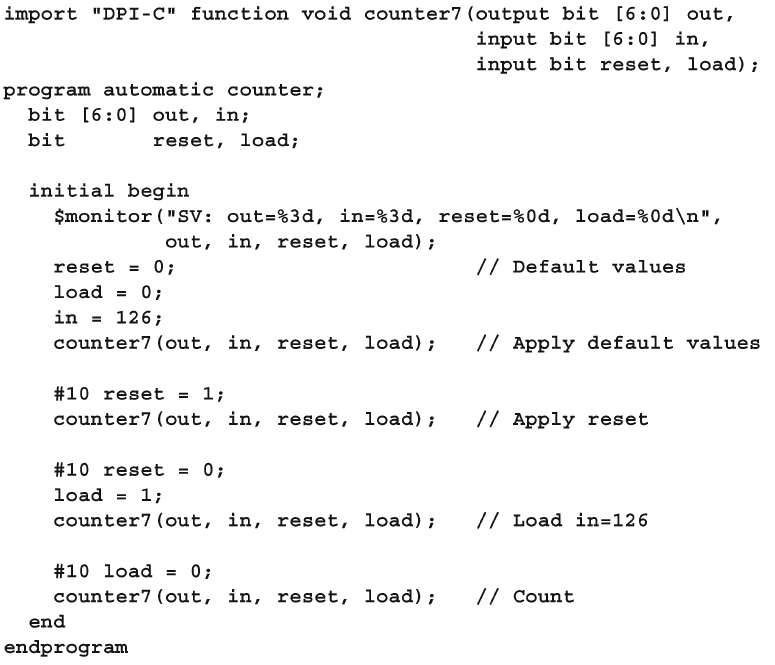 import "DPI-C" function void counter7(output bit [6:0] out,
                                      input bit [6:0] in,
                                      input bit reset, load);
program automatic counter;
  bit [6:0] out, in;
  bit       reset, load;

  initial begin
    $monitor("SV: out=%3d, in=%3d, reset=%0d, load=%0d\n",
             out, in, reset, load);
    reset = 0;                        // Default values
    load = 0;
    in = 126;
    counter7(out, in, reset, load);   // Apply default values

    #10 reset = 1;
    counter7(out, in, reset, load);   // Apply reset

    #10 reset = 0;
    load = 1;
    counter7(out, in, reset, load);   // Load in=126

    #10 load = 0;
    counter7(out, in, reset, load);   // Count
  end
endprogram